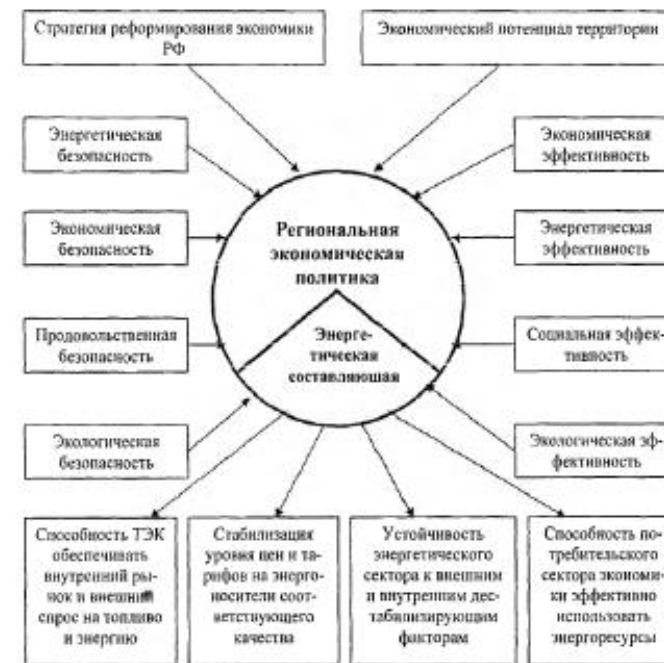 Стратегия реформирования экономики
РФ
Экономический потенциал территории
Энергетическая
безопасность
Экономическая
эффективность
Экономическая
безопасность
Энергетическая
эффективность
Региональная
экономическая
политика
Продовольственная
безопасность
Энерге-
тическая
составляющая
Социальная эффек-
тивность
Экологическая
безопасность
Экологическая эф-
фективность
Способность ТЭК
обеспечивать
внутренний ры-
нок и внешний
спрос на топливо
и энергию
Стабилизация
уровня цен и та-
рифов на энерго-
носители соот-
ветствующего
качества
Устойчивость
энергетического
сектора к внешним
и внутренним дес-
табилизирующим
факторам
Способность по-
требительского
сектора экономи-
ки эффективно
использовать
энергоресурсы